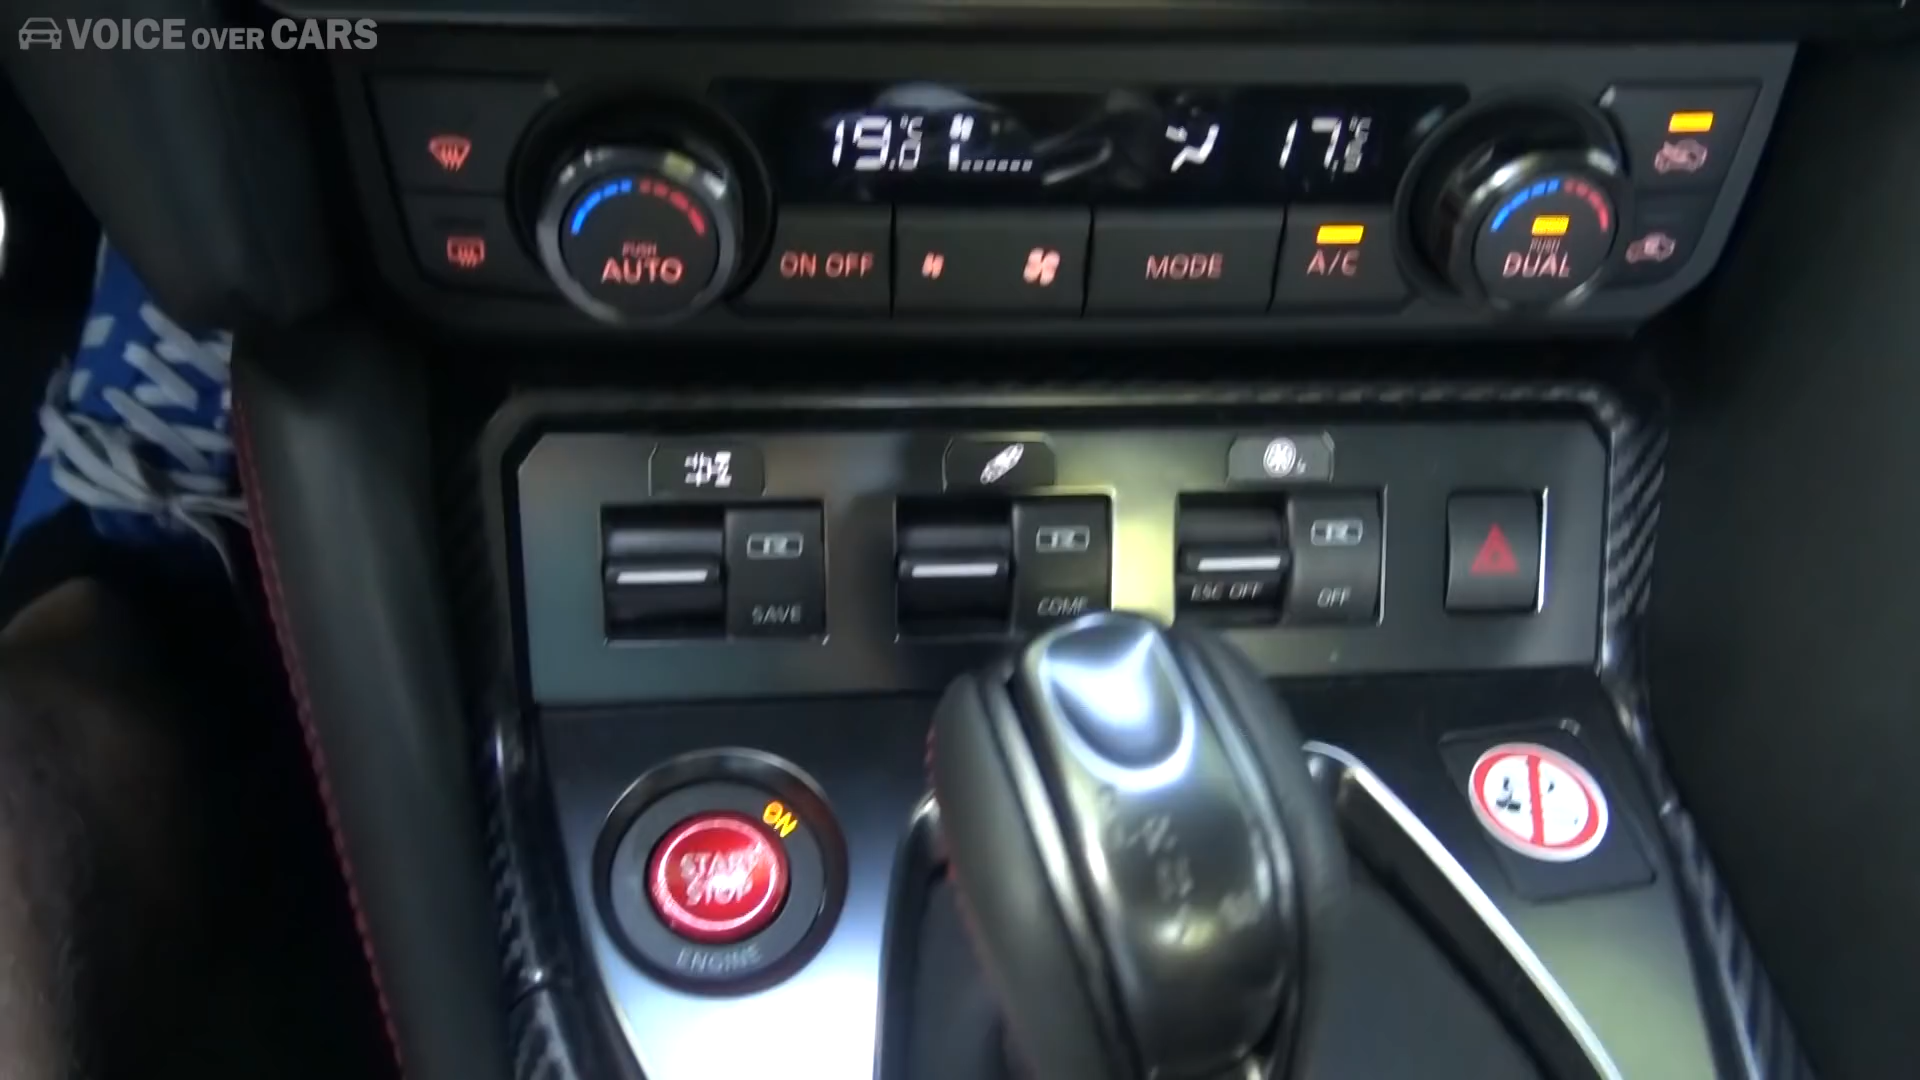 VOICE OVER CARS
19.0°C
17.5°C
PUSH
AUTO
ON OFF
MODE
A/C
PUSH
DUAL
SAVE
COMF
ESC OFF
OFF
ON
START
STOP
ENGINE